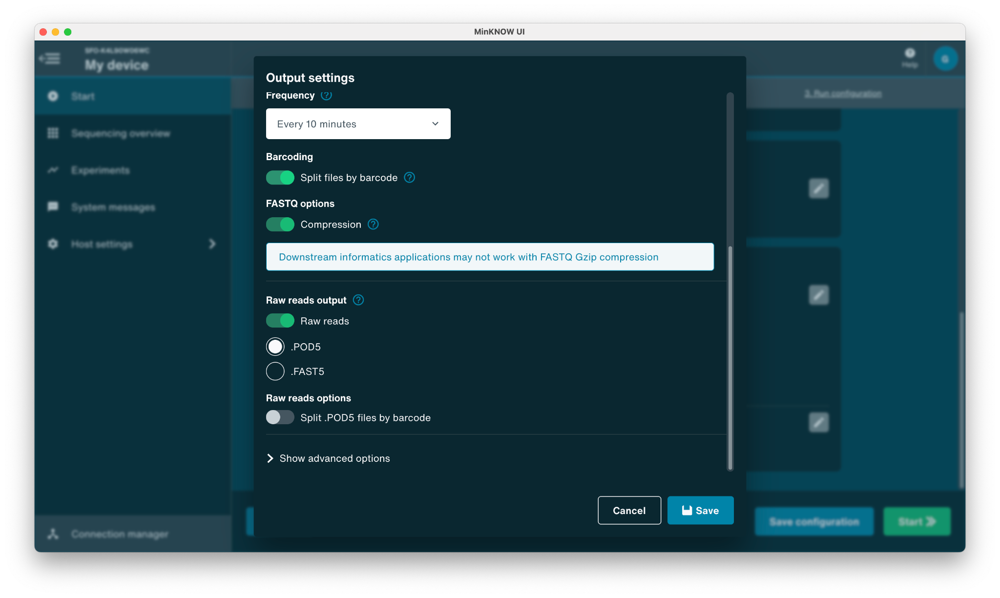 MinKNOW UI
My device
Help
G
Start
Sequencing overview
Experiments
System messages
Host settings
Connection manager
3. Run configuration
Output settings
Frequency ?
Every 10 minutes
Barcoding
Split files by barcode ?
FASTQ options
Compression ?
Downstream informatics applications may not work with FASTQ Gzip compression
Raw reads output ?
Raw reads
.POD5
.FAST5
Raw reads options
Split .POD5 files by barcode
Show advanced options
Cancel
Save
Save configuration
Start